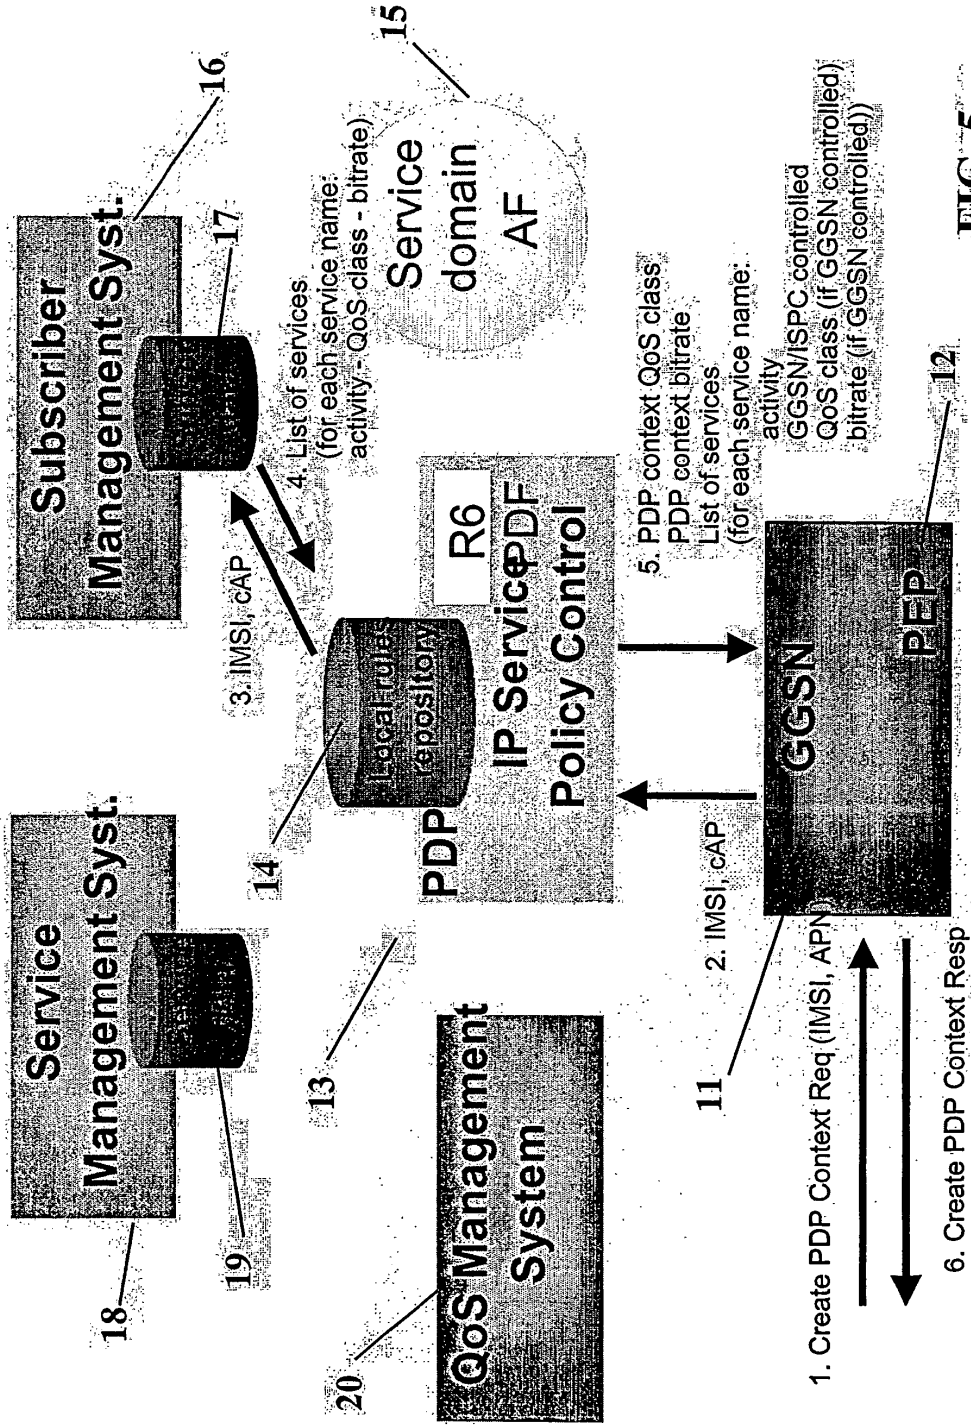 18
Service
Management Syst.
19
Subscriber
Management Syst.
16
17
3. IMSI, cAP
4. List of services
(for each service name:
activity - QoS class - bitrate)
15
Service
domain
AF
14
Local rules
repository
13
PDP
R6
PDF
IP Service
Policy Control
20
QoS Management
System
2. IMSI, cAP
5. PDP context QoS class
PDP context bitrate
List of services
(for each service name:
activity
GGSN/ISPC controlled
QoS class (if GGSN controlled)
bitrate (if GGSN controlled))
11
GGSN
PEP
12
1. Create PDP Context Req (IMSI, APN)
6. Create PDP Context Resp